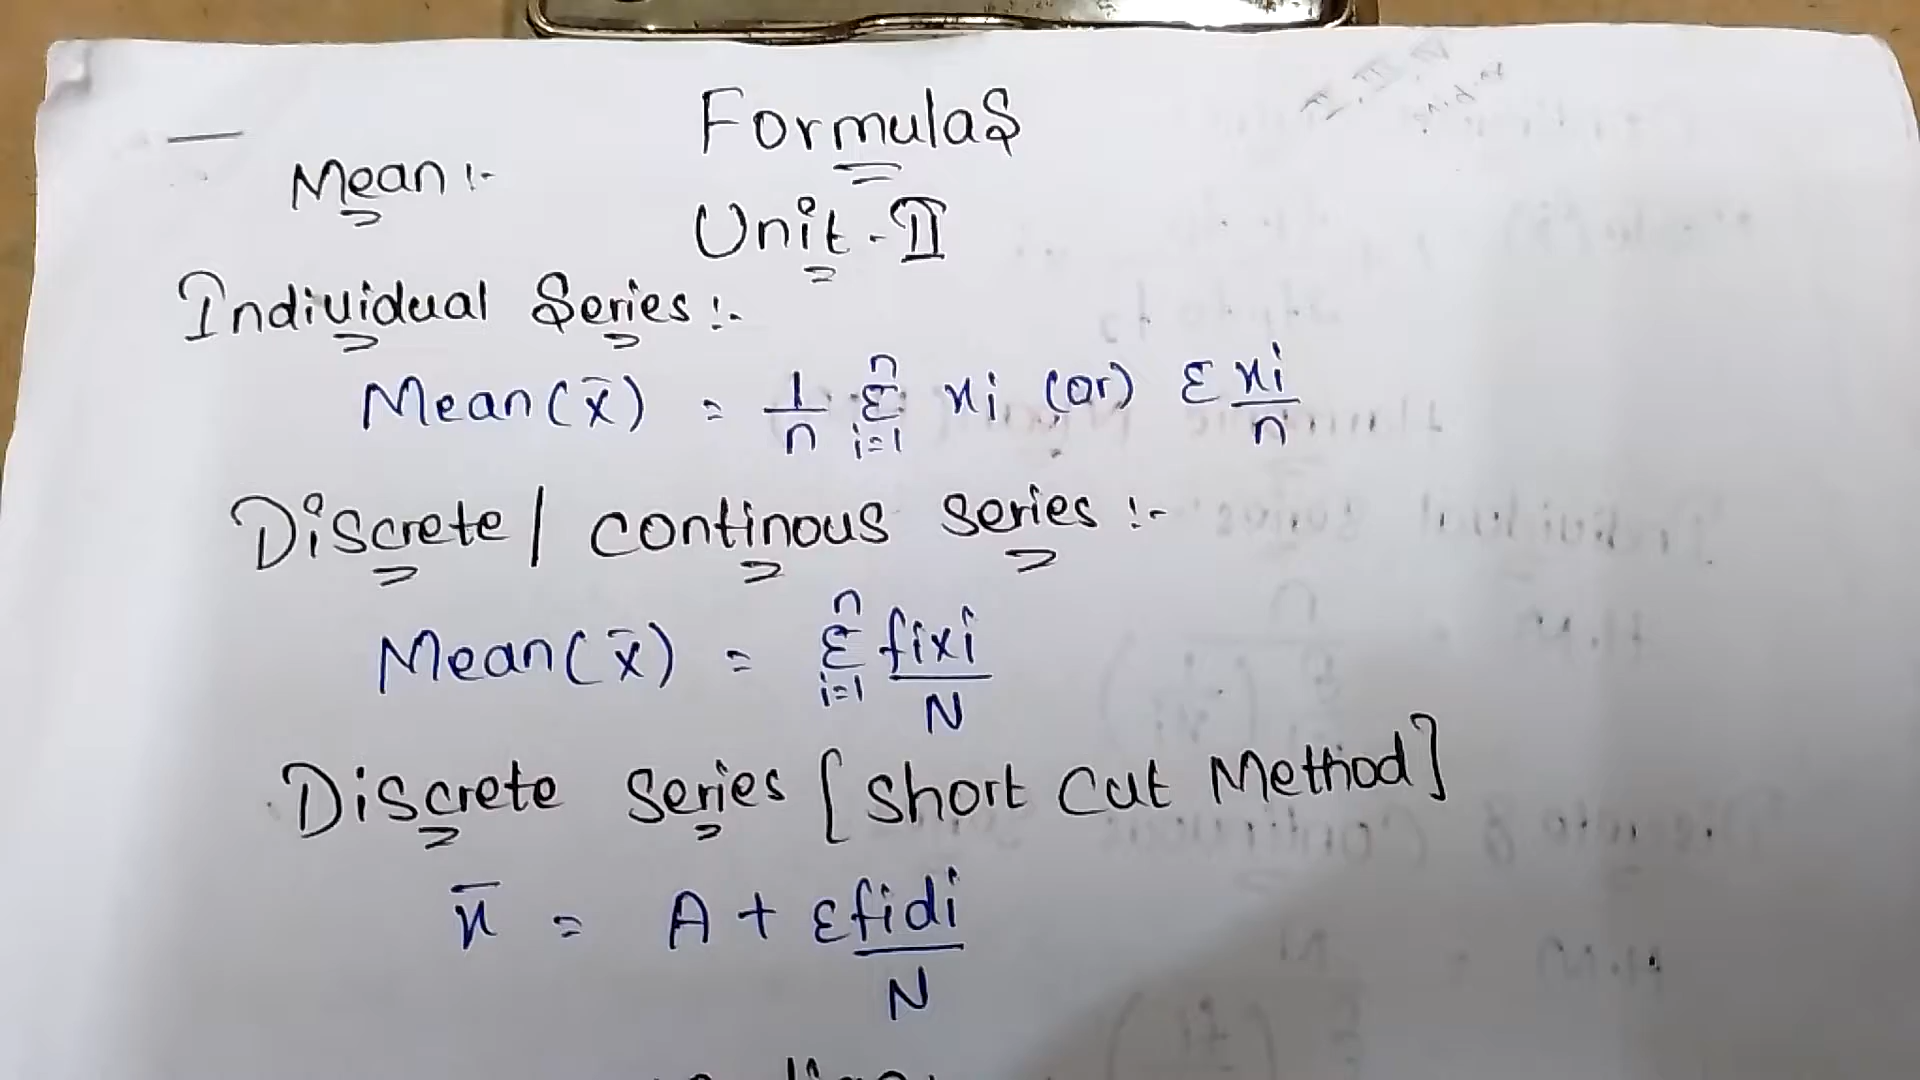 Formulas
Mean :-
Unit - II
Individual Series :-
Mean (x̄) = 1/n Σ_{i=1}^{n} xi (or) Σ xi/n
Discrete / continous series :-
Mean (x̄) = Σ_{i=1}^{n} fixi/N
Discrete series [short cut Method]
x̄ = A + Σfidi/N